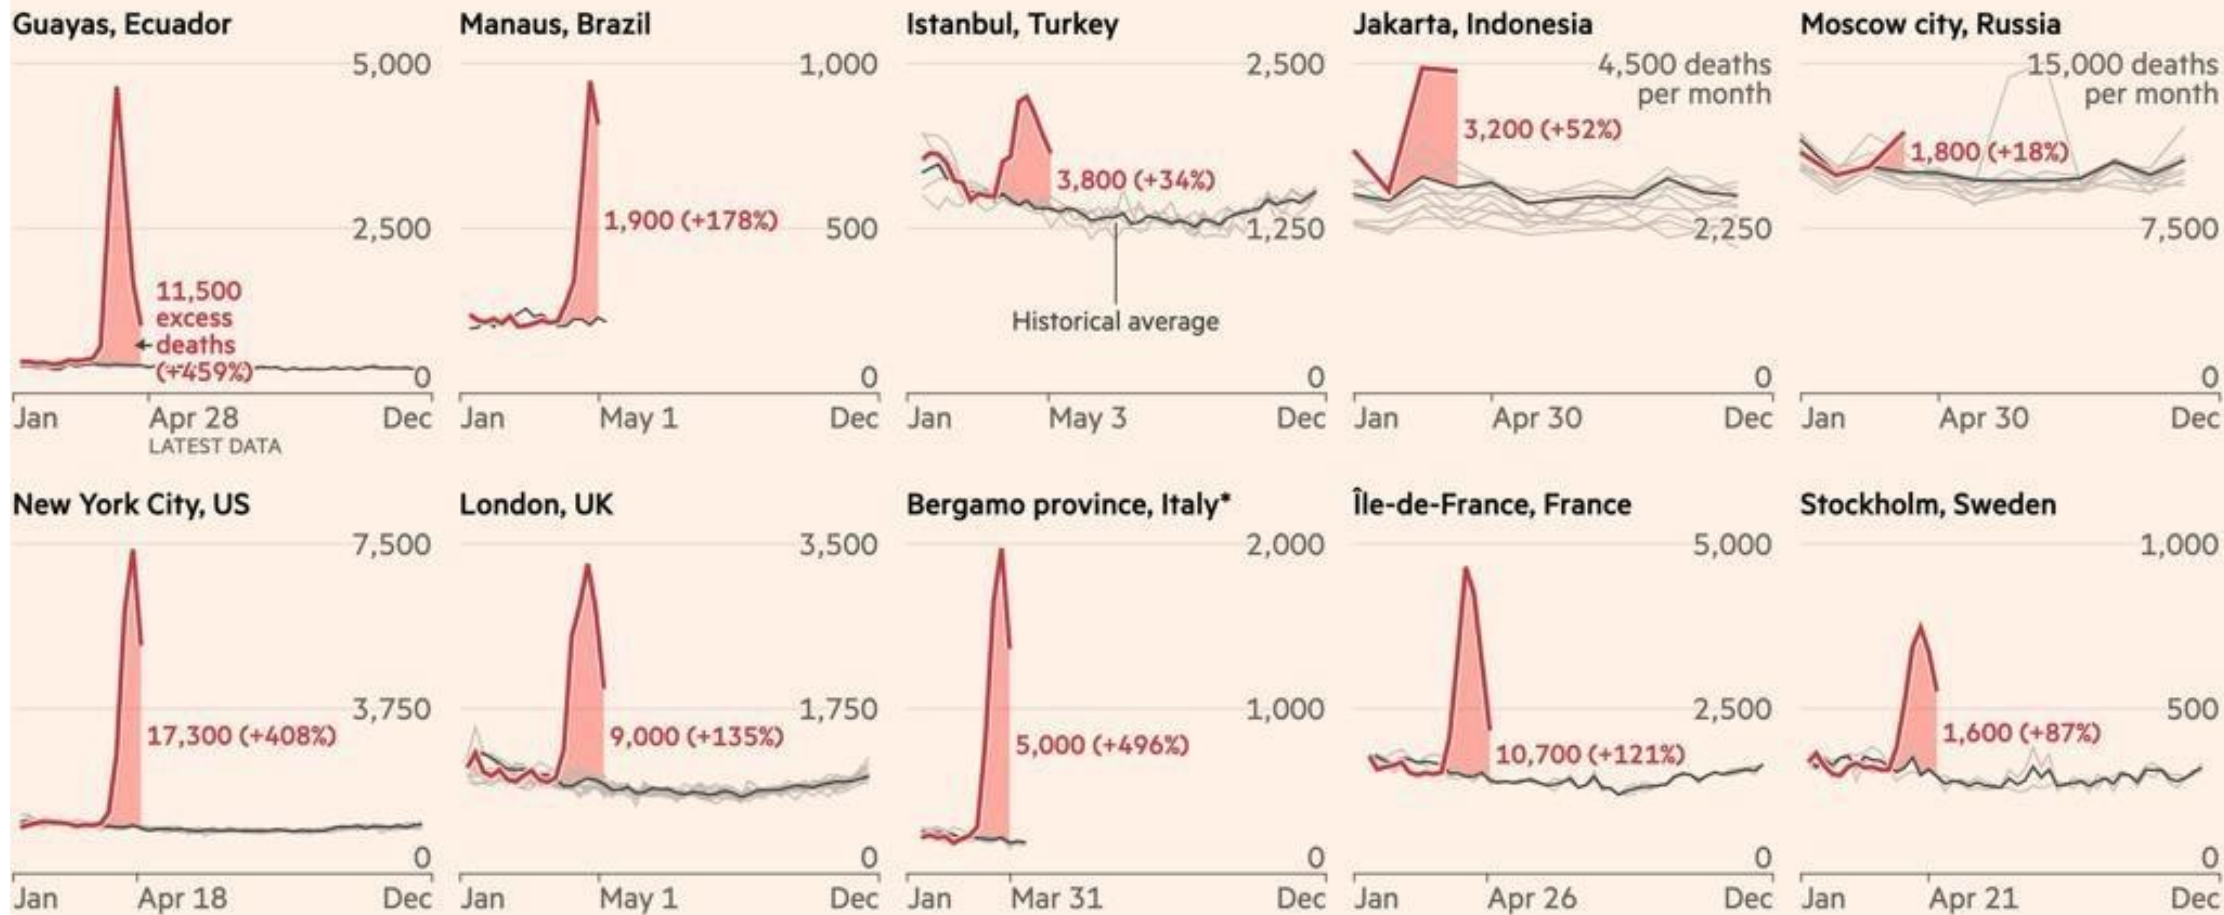 Guayas, Ecuador
5,000
2,500
11,500
excess
deaths
(+459%)
0
Jan
Apr 28
Dec
LATEST DATA
Manaus, Brazil
1,000
1,900 (+178%)
500
0
Jan
May 1
Dec
Istanbul, Turkey
2,500
3,800 (+34%)
1,250
Historical average
0
Jan
May 3
Dec
Jakarta, Indonesia
4,500 deaths
per month
3,200 (+52%)
2,250
0
Jan
Apr 30
Dec
Moscow city, Russia
15,000 deaths
per month
1,800 (+18%)
7,500
0
Jan
Apr 30
Dec
New York City, US
7,500
3,750
17,300 (+408%)
0
Jan
Apr 18
Dec
London, UK
3,500
1,750
9,000 (+135%)
0
Jan
May 1
Dec
Bergamo province, Italy*
2,000
1,000
5,000 (+496%)
0
Jan
Mar 31
Dec
Île-de-France, France
5,000
2,500
10,700 (+121%)
0
Jan
Apr 26
Dec
Stockholm, Sweden
1,000
500
1,600 (+87%)
0
Jan
Apr 21
Dec